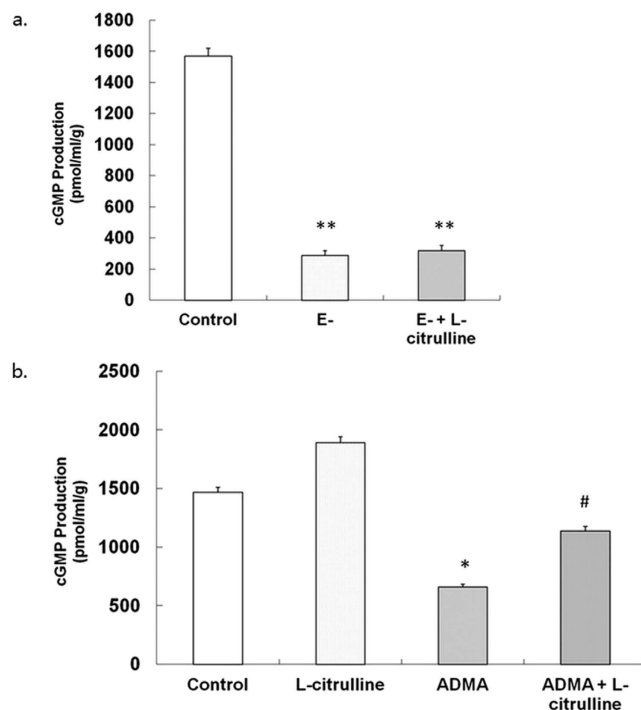 a.
cGMP Production
(pmol/ml/g)
1800
1600
1400
1200
1000
800
600
400
200
0
**
**
Control
E-
E- + L-
citrulline
b.
cGMP Production
(pmol/ml/g)
2500
2000
1500
1000
500
0
*
#
Control
L-citrulline
ADMA
ADMA + L-
citrulline